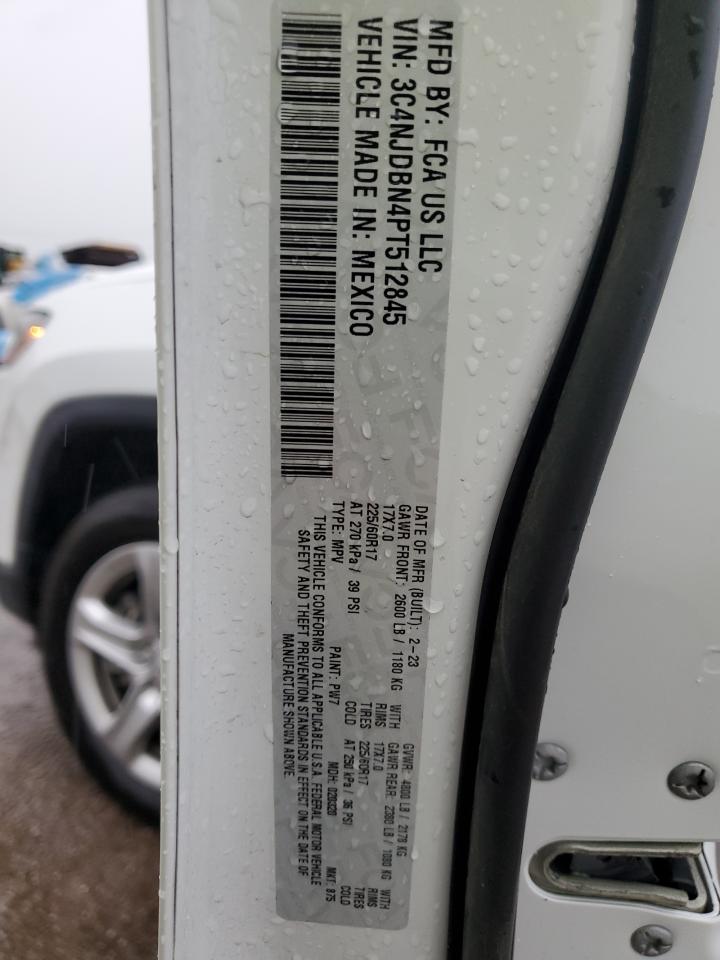 MFD BY: FCA US LLC
VIN: 3C4NJDBN4PT512845
VEHICLE MADE IN: MEXICO
DATE OF MFR (BUILT): 2-23 GVWR: 4800 LB / 2178 KG
GAWR FRONT: 2600 LB / 1180 KG WITH GAWR REAR: 2380 LB / 1080 KG WITH
17X7.0 RIMS 17X7.0 RIMS
225/60R17 TIRES 225/60R17 TIRES
AT 270 kPa / 39 PSI COLD AT 250 kPa / 36 PSI COLD
TYPE: MPV PAINT: PW7 MDH: 020320 MKT: 875
THIS VEHICLE CONFORMS TO ALL APPLICABLE U.S.A. FEDERAL MOTOR VEHICLE
SAFETY AND THEFT PREVENTION STANDARDS IN EFFECT ON THE DATE OF
MANUFACTURE SHOWN ABOVE.